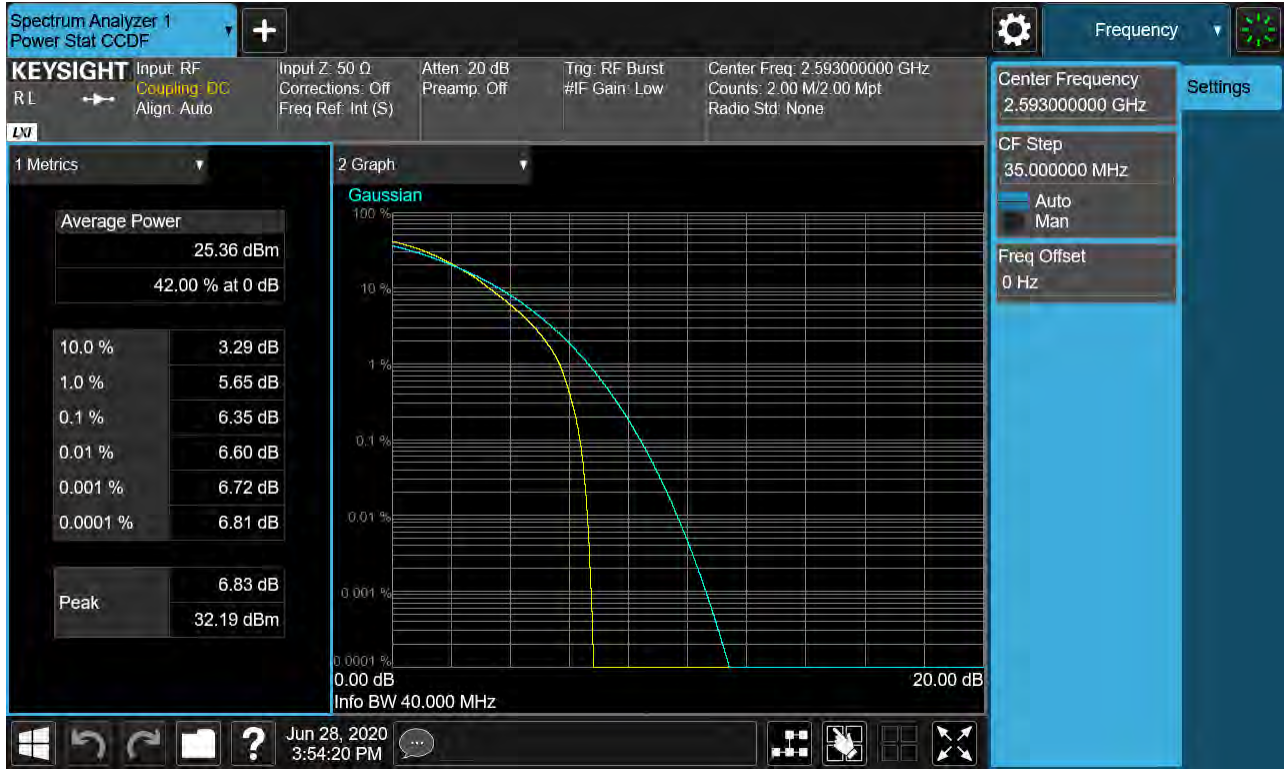 Spectrum Analyzer 1
Power Stat CCDF
Frequency
KEYSIGHT
R L
LXI
Input: RF
Coupling: DC
Align: Auto
Input Z: 50 Ω
Corrections: Off
Freq Ref: Int (S)
Atten: 20 dB
Preamp: Off
Trig: RF Burst
#IF Gain: Low
Center Freq: 2.593000000 GHz
Counts: 2.00 M/2.00 Mpt
Radio Std: None
Center Frequency
2.593000000 GHz
Settings
CF Step
35.000000 MHz
Auto
Man
Freq Offset
0 Hz
1 Metrics
Average Power
25.36 dBm
42.00 % at 0 dB
10.0 % 3.29 dB
1.0 % 5.65 dB
0.1 % 6.35 dB
0.01 % 6.60 dB
0.001 % 6.72 dB
0.0001 % 6.81 dB
Peak 6.83 dB
32.19 dBm
2 Graph
Gaussian
100 %
10 %
1 %
0.1 %
0.01 %
0.001 %
0.0001 %
0.00 dB 20.00 dB
Info BW 40.000 MHz
?
Jun 28, 2020
3:54:20 PM